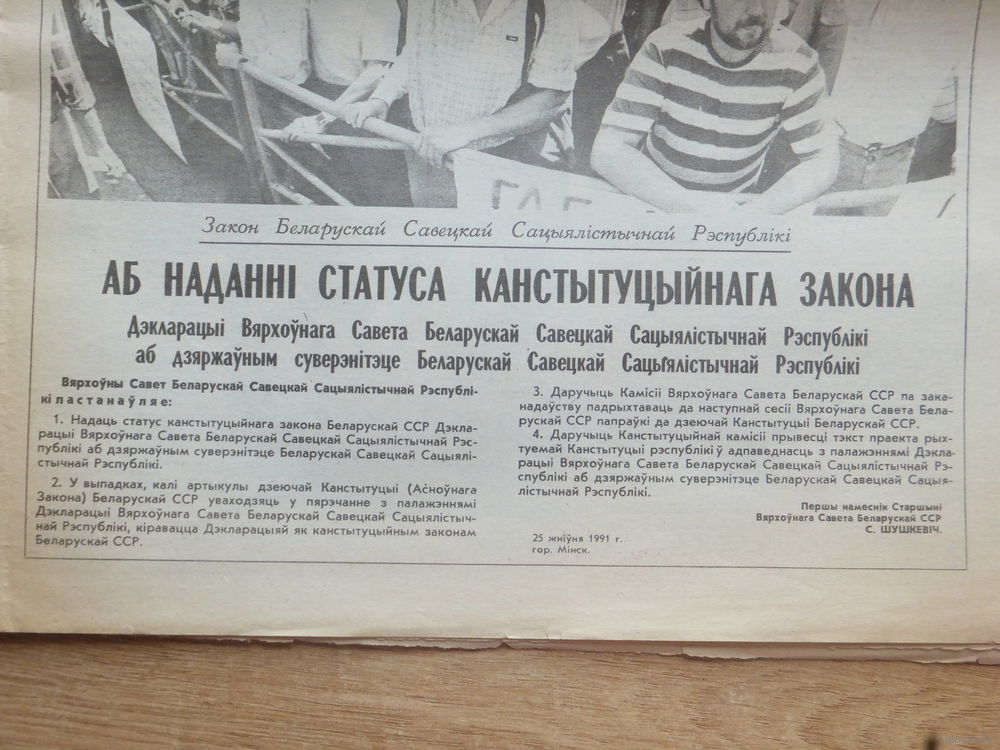 Закон Беларускай Савецкай Сацыялістычнай Рэспублікі
АБ НАДАННІ СТАТУСА КАНСТЫТУЦЫЙНАГА ЗАКОНА
Дэкларацыі Вярхоўнага Савета Беларускай Савецкай Сацыялістычнай Рэспублікі
аб дзяржаўным суверэнітэце Беларускай Савецкай Сацыялістычнай Рэспублікі
Вярхоўны Савет Беларускай Савецкай Сацыялістычнай Рэспублі-
кі пастанаўляе:
1. Надаць статус канстытуцыйнага закона Беларускай ССР Дэкла-
рацыі Вярхоўнага Савета Беларускай Савецкай Сацыялістычнай Рэс-
публікі аб дзяржаўным суверэнітэце Беларускай Савецкай Сацыялі-
стычнай Рэспублікі.
2. У выпадках, калі артыкулы дзеючай Канстытуцыі (Асноўнага
Закона) Беларускай ССР уваходзяць у пярэчанне з палажэннямі
Дэкларацыі Вярхоўнага Савета Беларускай Савецкай Сацыялістыч-
най Рэспублікі, кіравацца Дэкларацыяй як канстытуцыйным законам
Беларускай ССР.
3. Даручыць Камісіі Вярхоўнага Савета Беларускай ССР па зака-
надаўству падрыхтаваць да наступнай сесіі Вярхоўнага Савета Бела-
рускай ССР папраўкі да дзеючай Канстытуцыі Беларускай ССР.
4. Даручыць Канстытуцыйнай камісіі прывесці тэкст праекта рых-
туемай Канстытуцыі рэспублікі ў адпаведнасць з палажэннямі Дэкла-
рацыі Вярхоўнага Савета Беларускай Савецкай Сацыялістычнай Рэ-
спублікі аб дзяржаўным суверэнітэце Беларускай Савецкай Сацыя-
лістычнай Рэспублікі.
Першы намеснік Старшыні
Вярхоўнага Савета Беларускай ССР
С. ШУШКЕВІЧ.
25 жніўня 1991 г.
гор. Мінск.